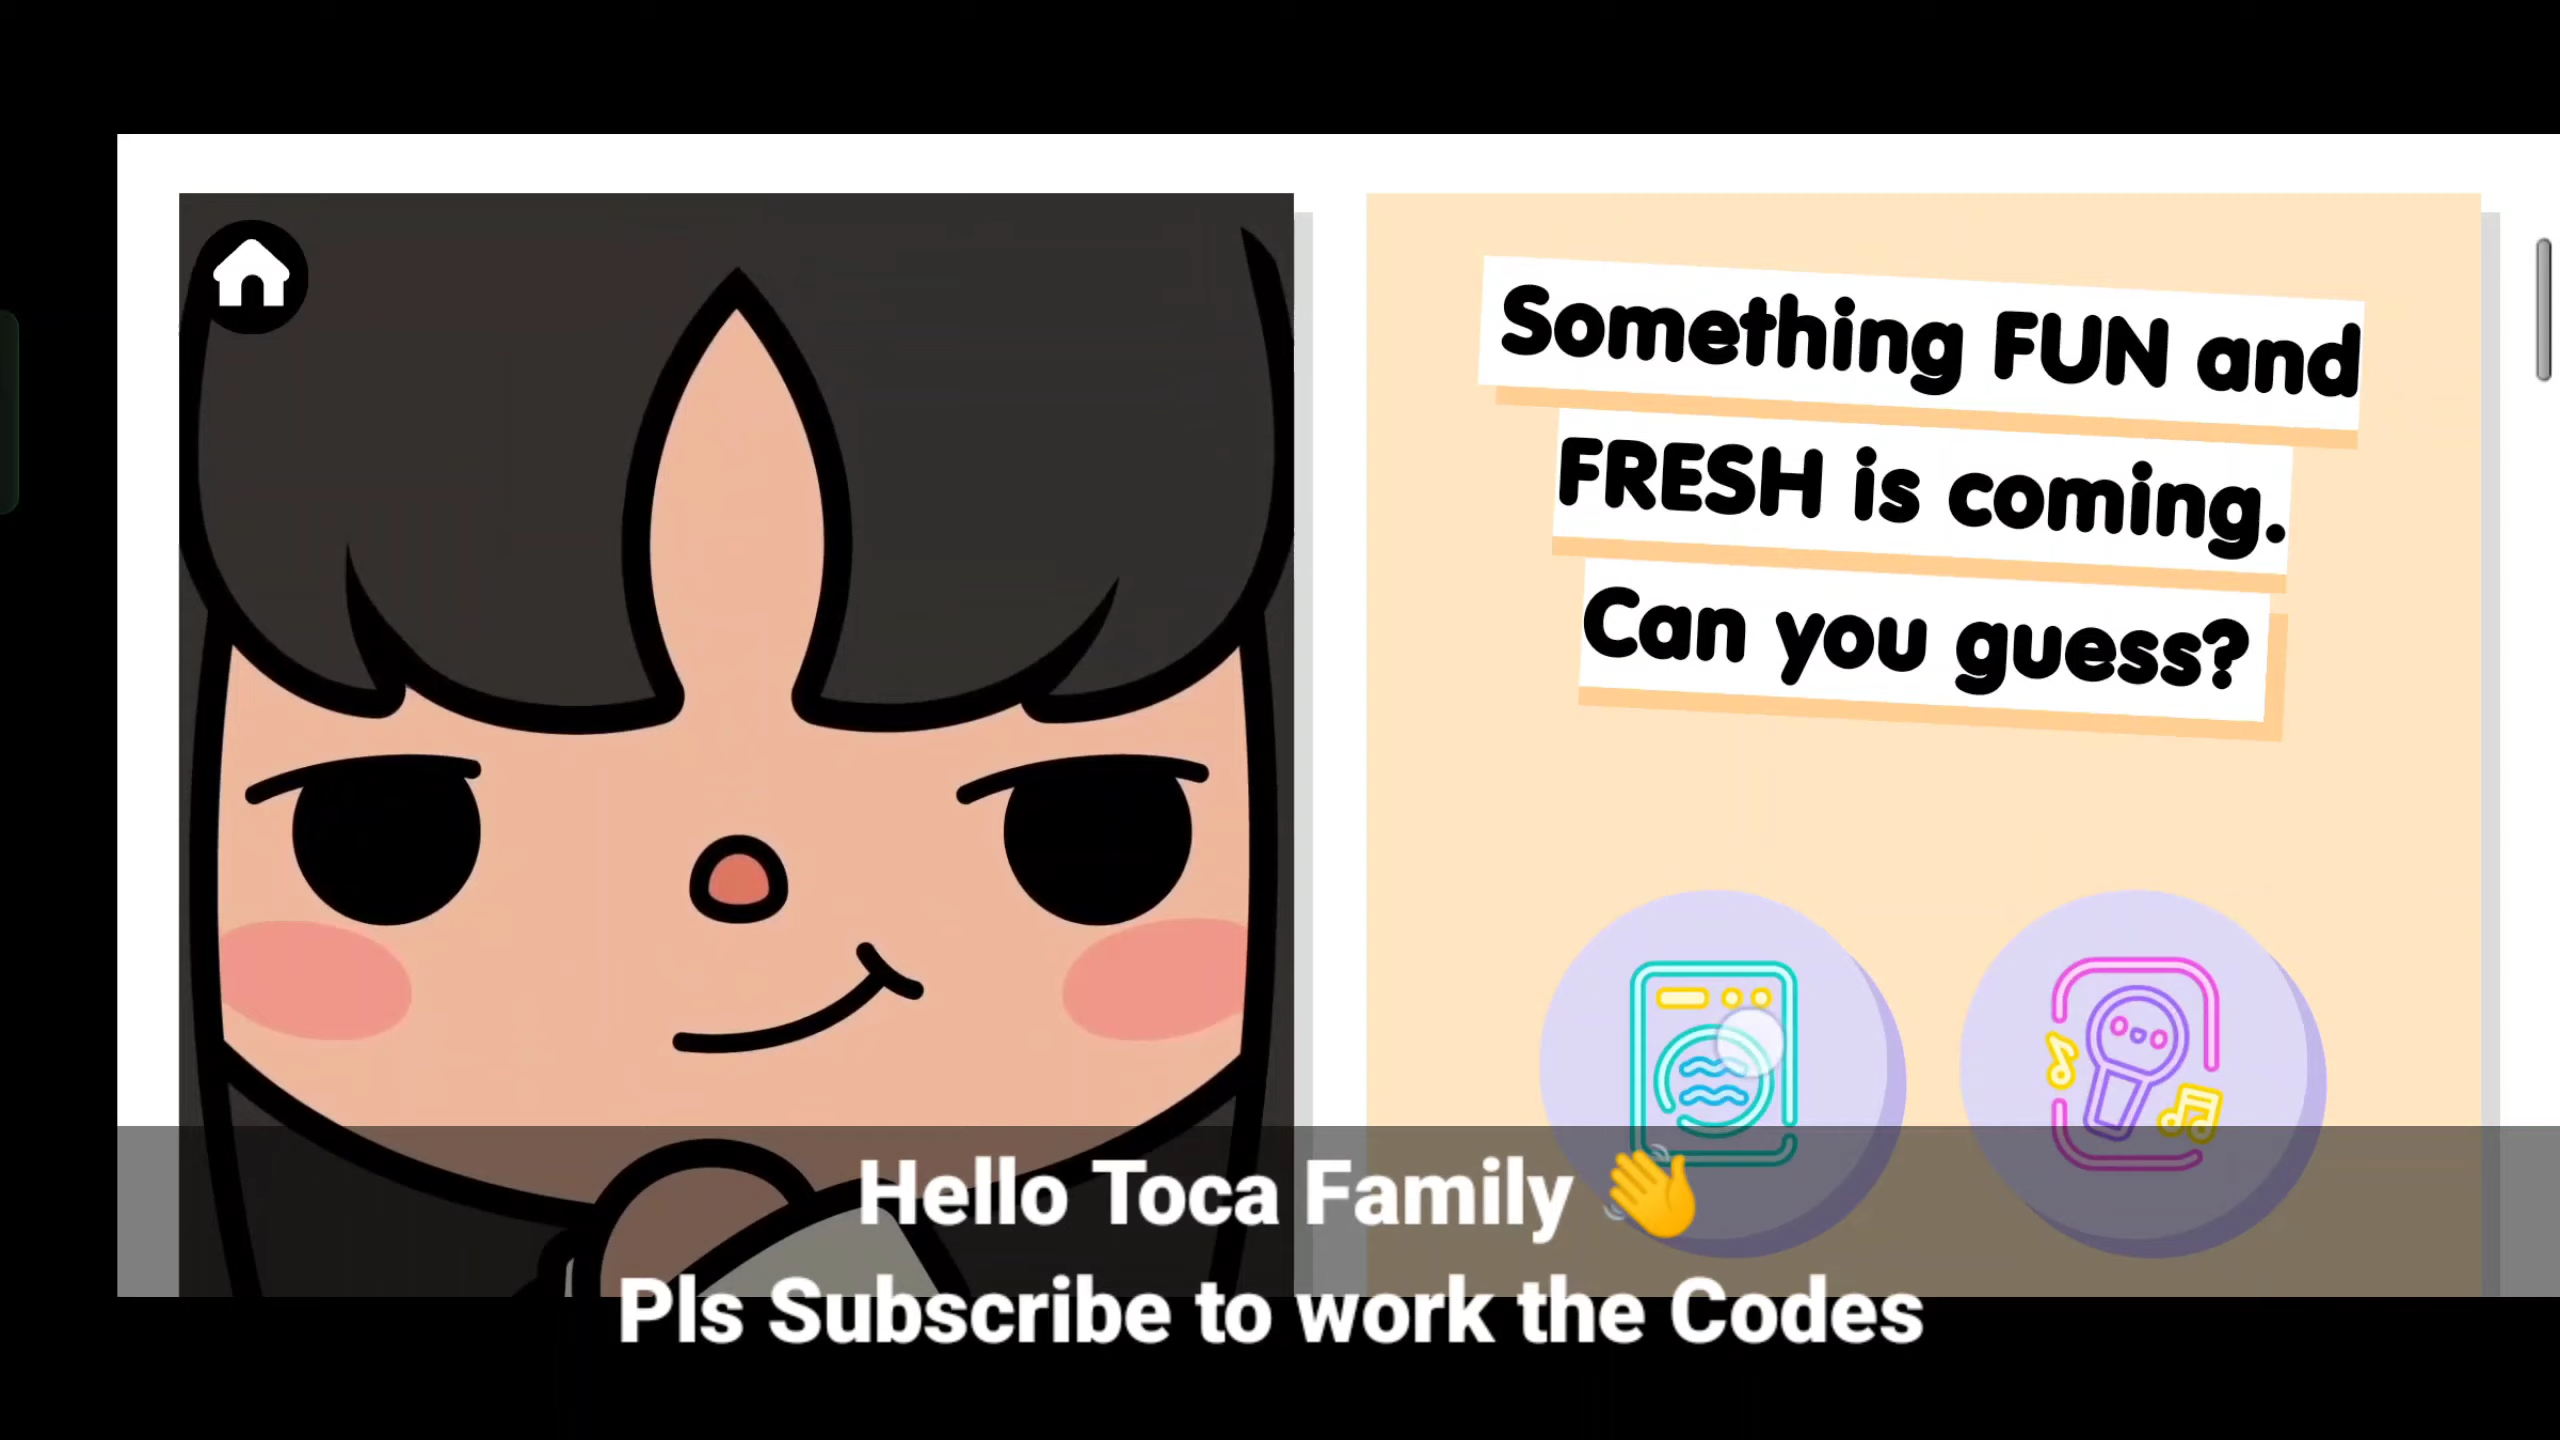 Something FUN and
FRESH is coming.
Can you guess?
Hello Toca Family 👋
Pls Subscribe to work the Codes